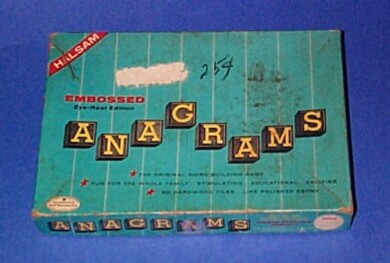 HALSAM
25¢
EMBOSSED
Eye-Rest Edition
ANAGRAMS
★ THE ORIGINAL WORD BUILDING GAME
★ FUN FOR THE WHOLE FAMILY STIMULATING EDUCATIONAL EXCITING
★ 80 HARDWOOD TILES LIKE POLISHED EBONY
ANAGRAMS